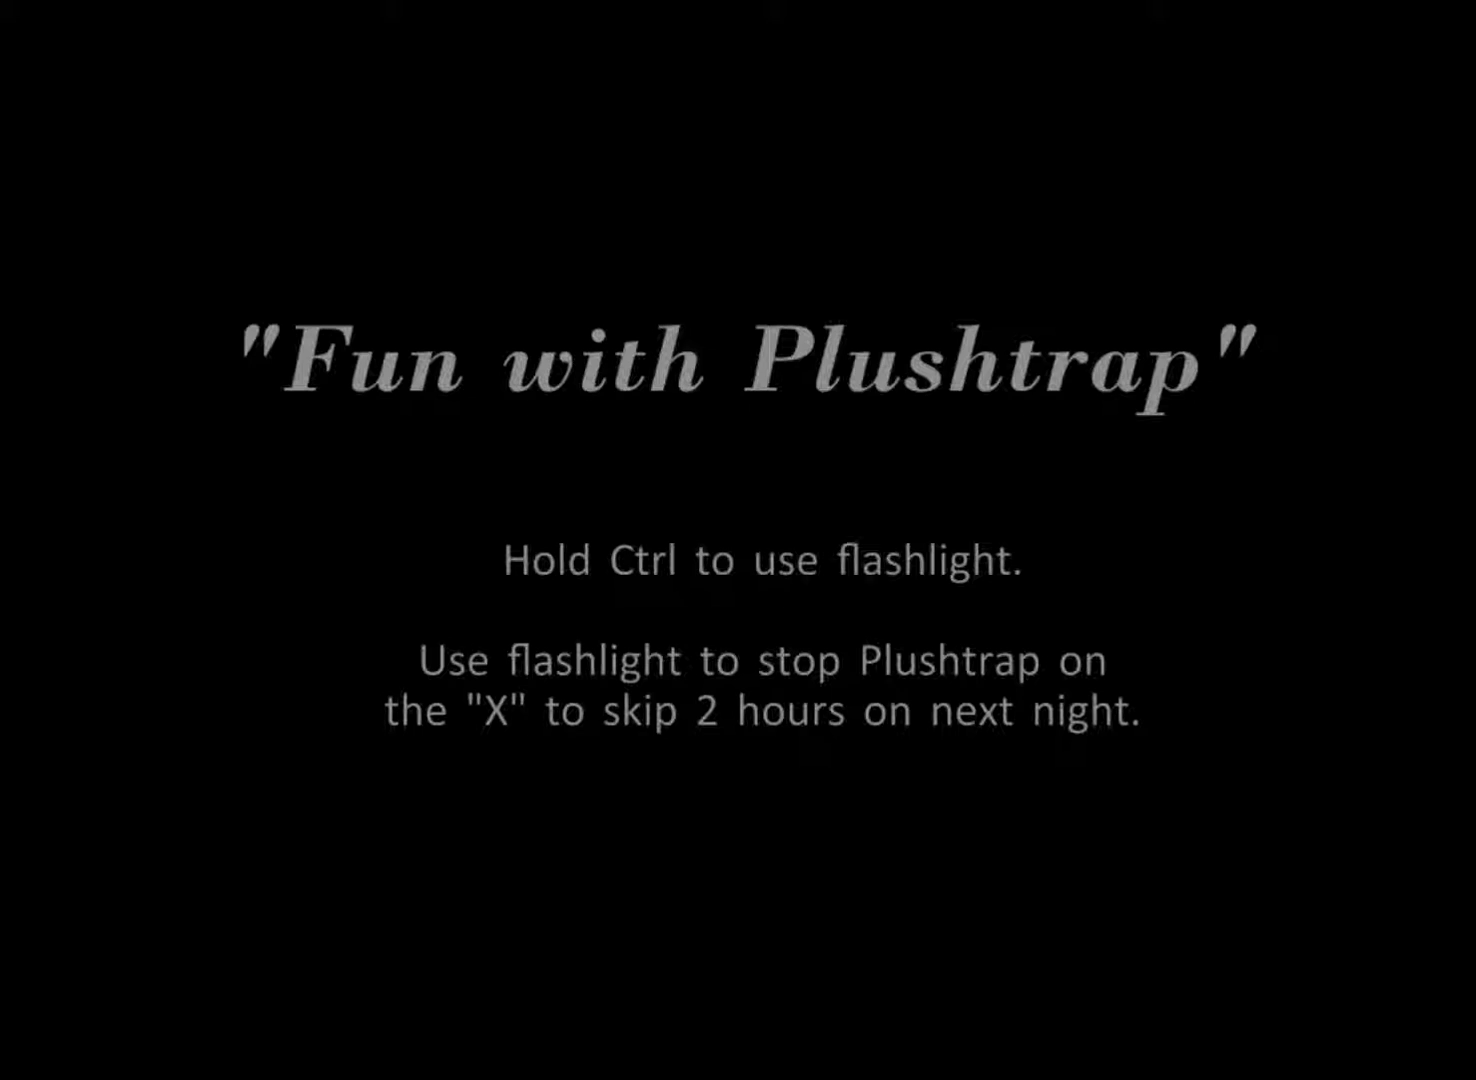 "Fun with Plushtrap"
Hold Ctrl to use flashlight.
Use flashlight to stop Plushtrap on
the "X" to skip 2 hours on next night.